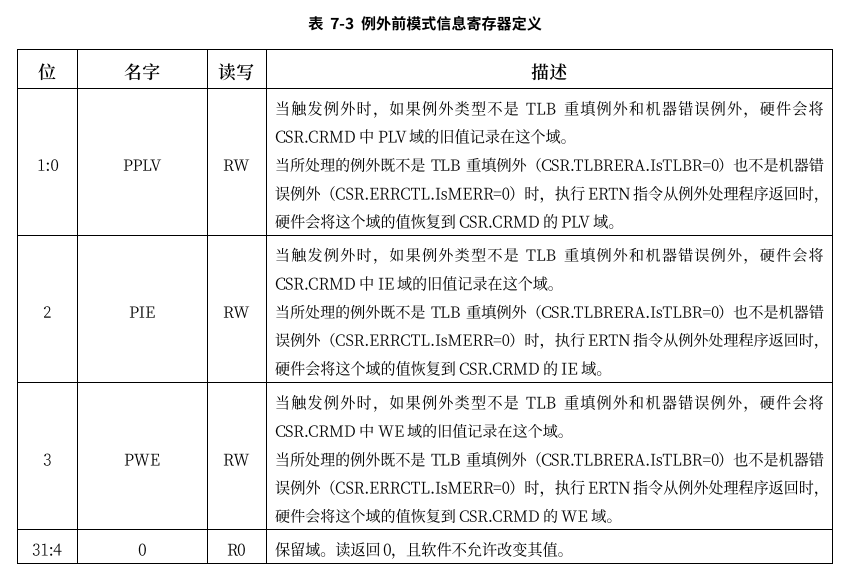 表 7-3 例外前模式信息寄存器定义
位 名字 读写 描述
当触发例外时，如果例外类型不是 TLB 重填例外和机器错误例外，硬件会将
CSR.CRMD 中 PLV 域的旧值记录在这个域。
1:0 PPLV RW 当所处理的例外既不是 TLB 重填例外（CSR.TLBRERA.IsTLBR=0）也不是机器错
误例外（CSR.ERRCTL.IsMERR=0）时，执行 ERTN 指令从例外处理程序返回时，
硬件会将这个域的值恢复到 CSR.CRMD 的 PLV 域。
当触发例外时，如果例外类型不是 TLB 重填例外和机器错误例外，硬件会将
CSR.CRMD 中 IE 域的旧值记录在这个域。
2 PIE RW 当所处理的例外既不是 TLB 重填例外（CSR.TLBRERA.IsTLBR=0）也不是机器错
误例外（CSR.ERRCTL.IsMERR=0）时，执行 ERTN 指令从例外处理程序返回时，
硬件会将这个域的值恢复到 CSR.CRMD 的 IE 域。
当触发例外时，如果例外类型不是 TLB 重填例外和机器错误例外，硬件会将
CSR.CRMD 中 WE 域的旧值记录在这个域。
3 PWE RW 当所处理的例外既不是 TLB 重填例外（CSR.TLBRERA.IsTLBR=0）也不是机器错
误例外（CSR.ERRCTL.IsMERR=0）时，执行 ERTN 指令从例外处理程序返回时，
硬件会将这个域的值恢复到 CSR.CRMD 的 WE 域。
31:4 0 R0 保留域。读返回 0，且软件不允许改变其值。